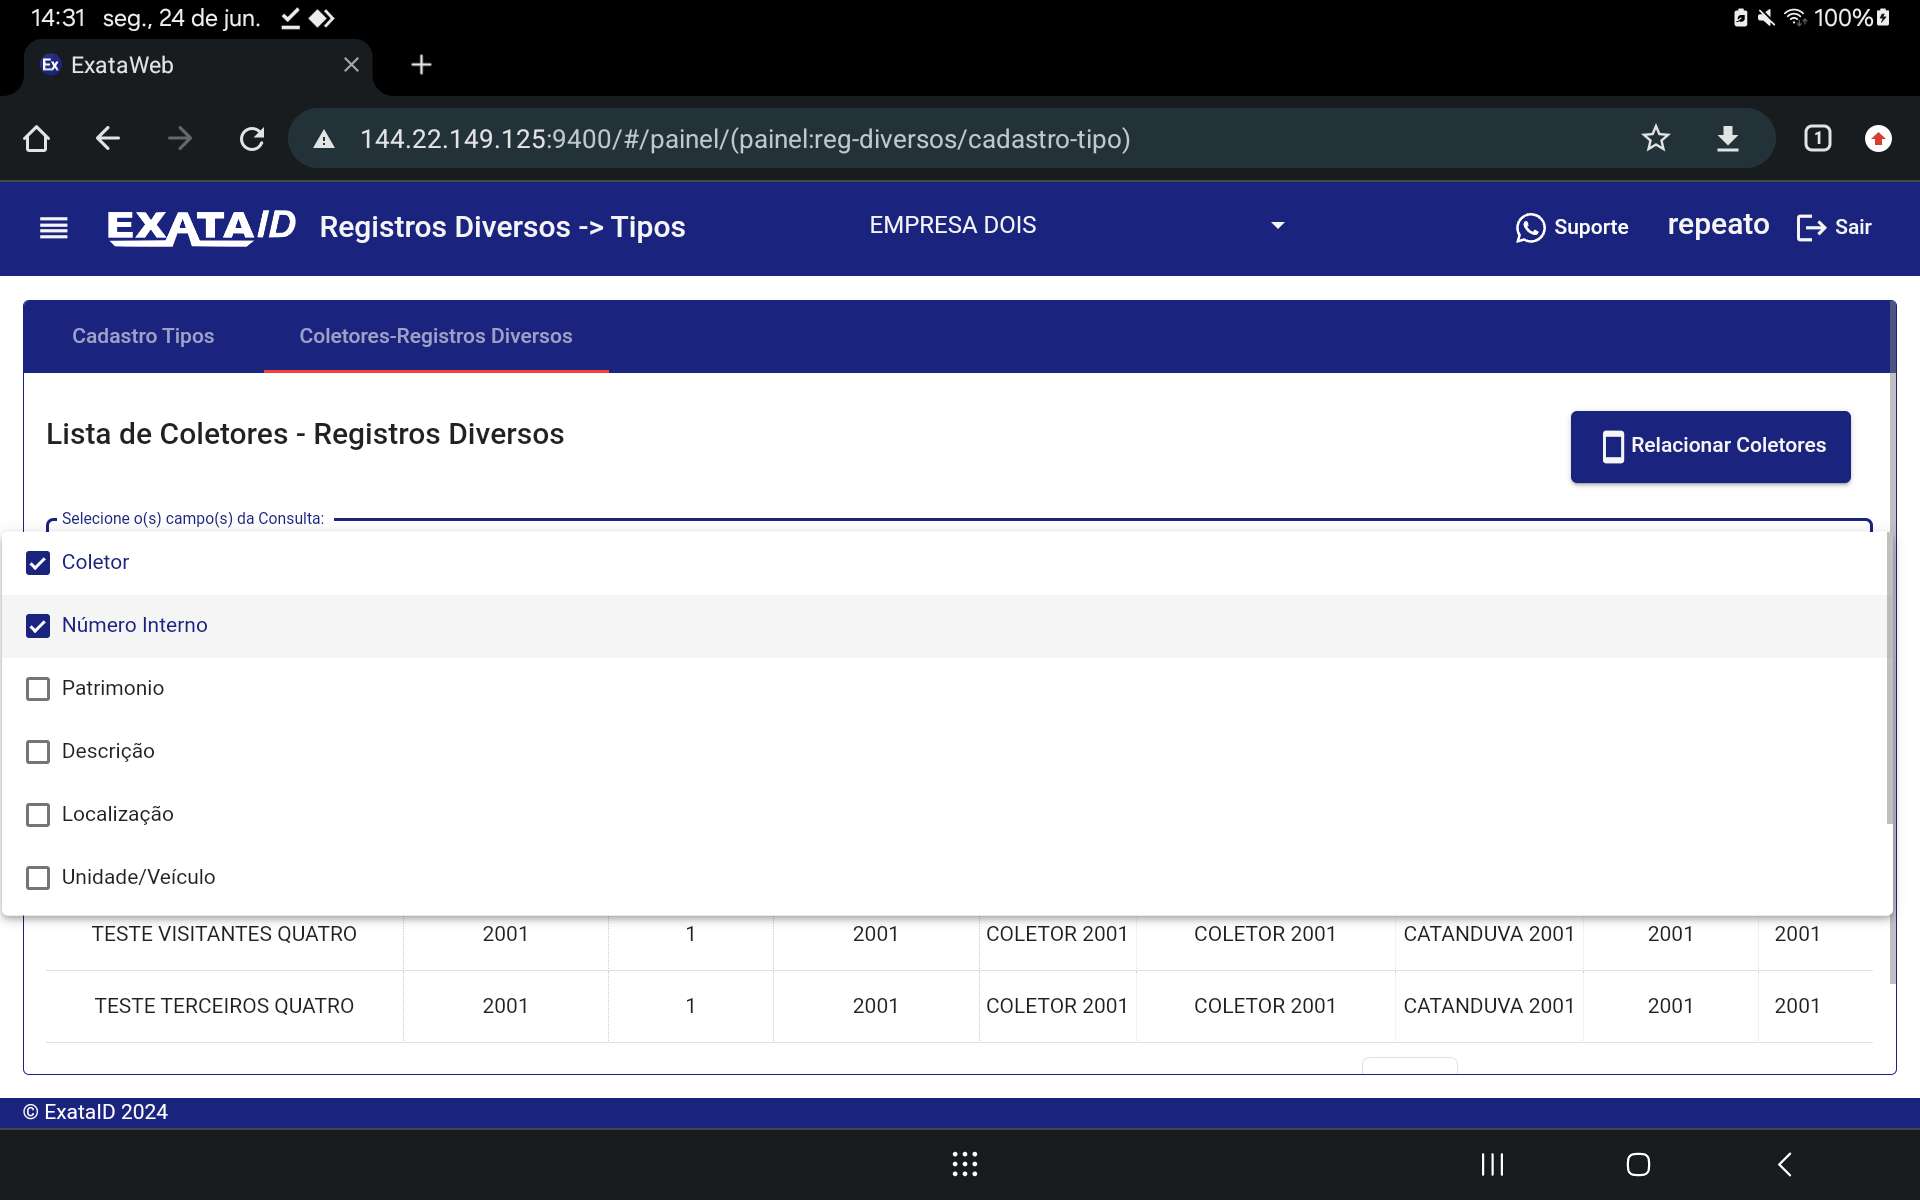 14:31 seg., 24 de jun. 100%
Ex ExataWeb
144.22.149.125:9400/#/painel/(painel:reg-diversos/cadastro-tipo) 1
EXATAID Registros Diversos -> Tipos EMPRESA DOIS Suporte repeato Sair
Cadastro Tipos Coletores-Registros Diversos
Lista de Coletores - Registros Diversos Relacionar Coletores
Selecione o(s) campo(s) da Consulta:
Coletor
Número Interno
Patrimonio
Descrição
Localização
Unidade/Veículo
TESTE VISITANTES QUATRO 2001 1 2001 COLETOR 2001 COLETOR 2001 CATANDUVA 2001 2001 2001
TESTE TERCEIROS QUATRO 2001 1 2001 COLETOR 2001 COLETOR 2001 CATANDUVA 2001 2001 2001
© ExataID 2024